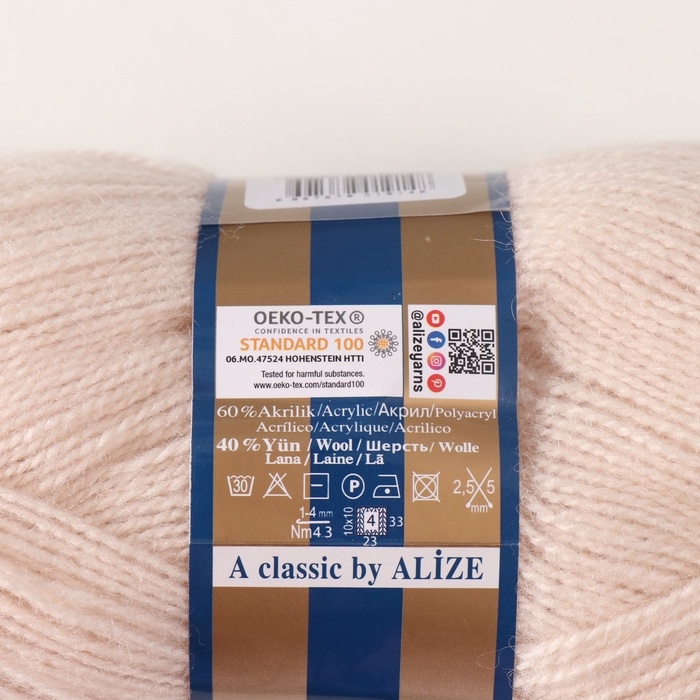 OEKO-TEX®
CONFIDENCE IN TEXTILES
STANDARD 100
06.MO.47524 HOHENSTEIN HTTI
Tested for harmful substances.
www.oeko-tex.com/standard100
@alizeyarns
60 % Akrilik/Acrylic/Акрил/Polyacryl
Acrílico/Acrylique/Acrilico
40 % Yün / Wool / Шерсть/ Wolle
Lana / Laine / Lã
30
P
2,5 5
mm
1-4 mm
Nm4.3
10x10
4
33
23
A classic by ALİZE